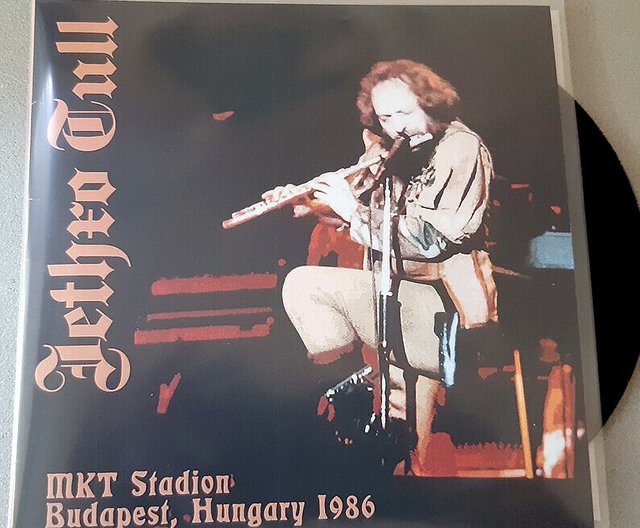 Jethro Tull
MKT Stadion
Budapest, Hungary 1986